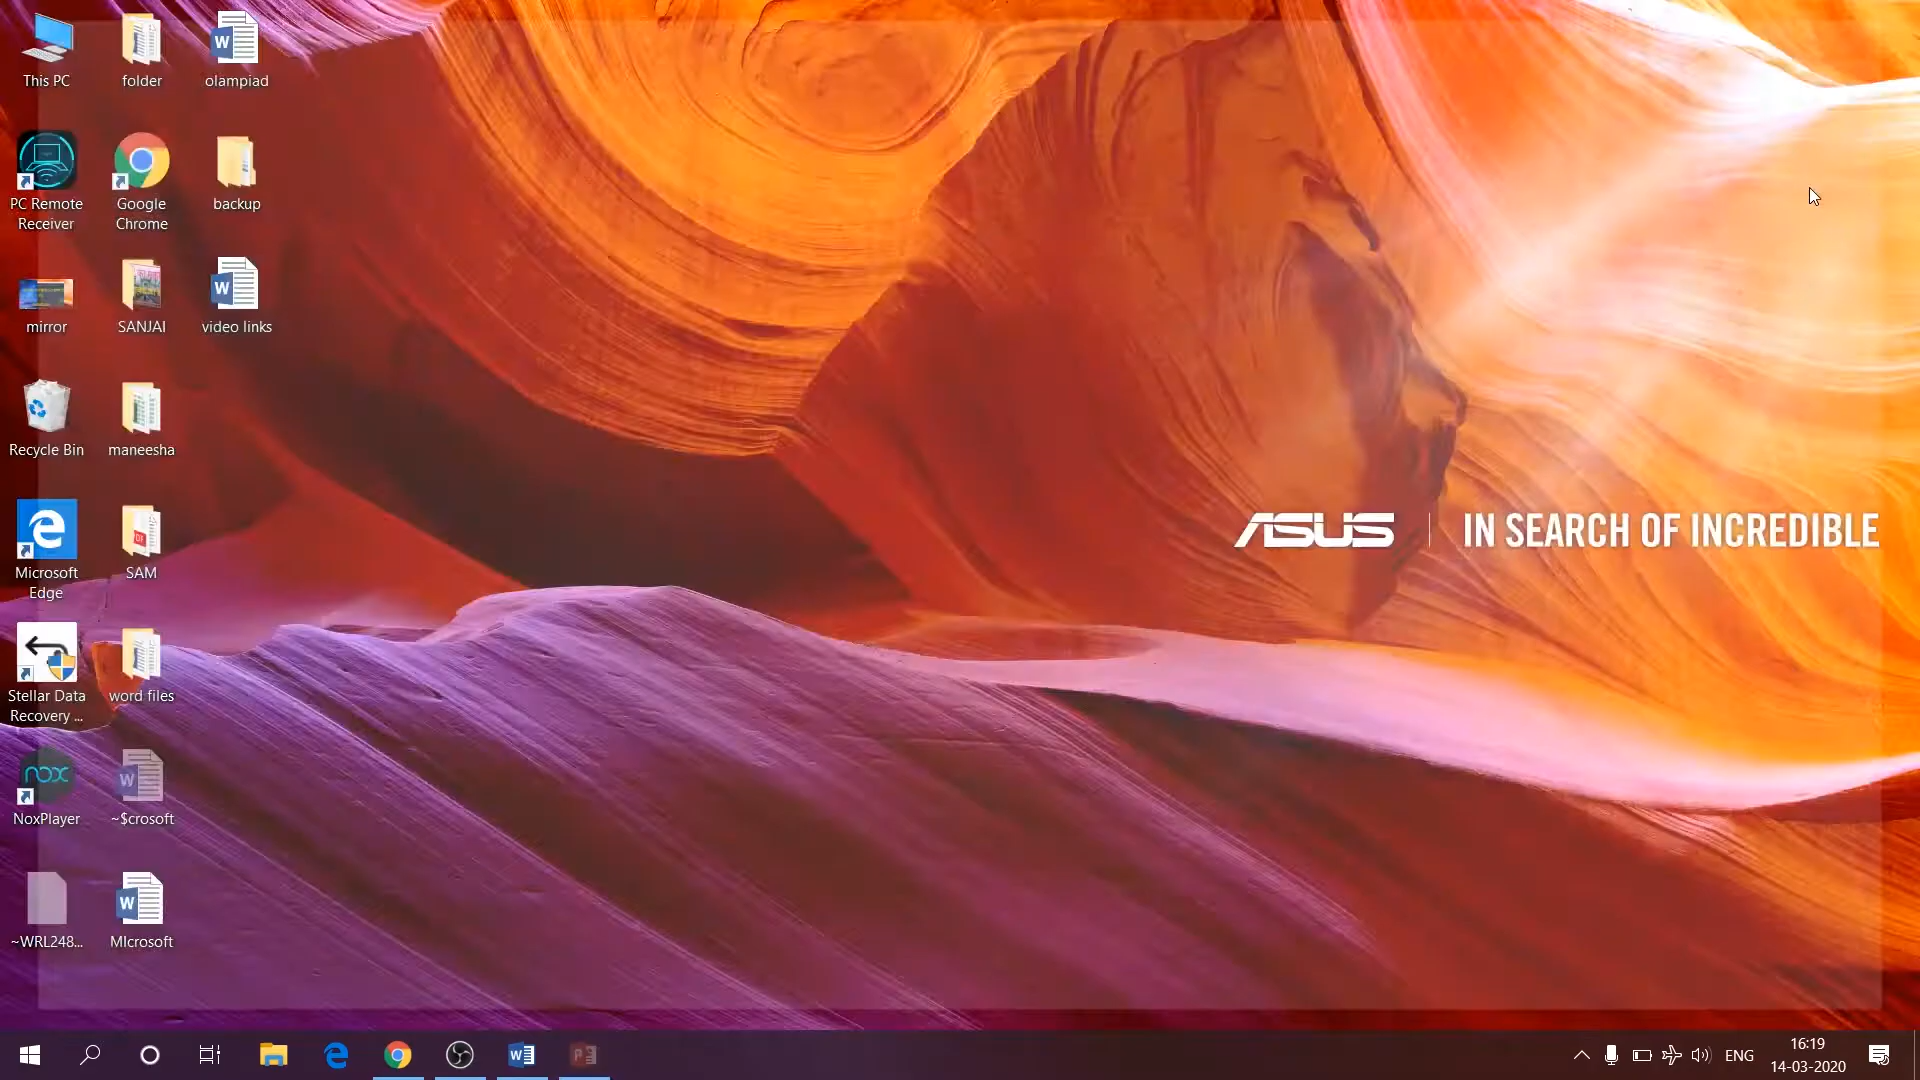 This PC
folder
olampiad
PC Remote
Receiver
Google
Chrome
backup
mirror
SANJAI
video links
Recycle Bin
maneesha
Microsoft
Edge
SAM
Stellar Data
Recovery ...
word files
nox
NoxPlayer
~$crosoft
~WRL248...
MIcrosoft
ASUS
IN SEARCH OF INCREDIBLE
ENG
16:19
14-03-2020